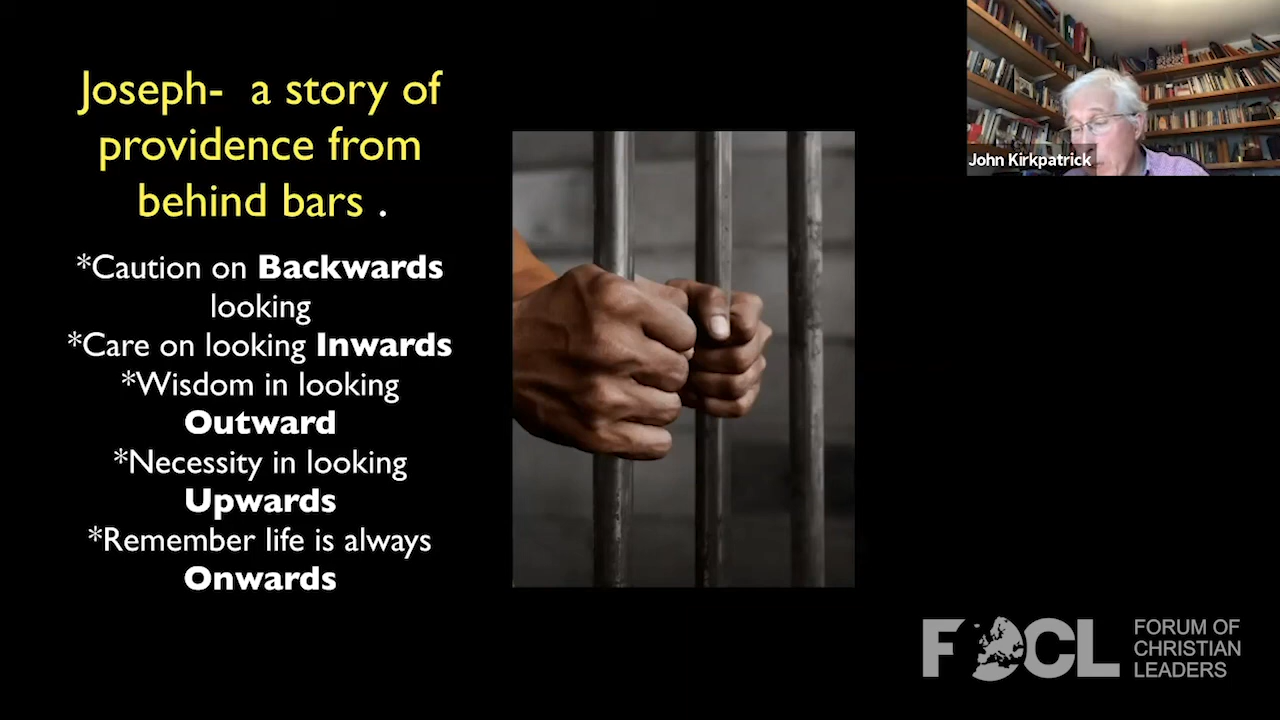 Joseph- a story of
providence from
behind bars .
*Caution on Backwards
looking
*Care on looking Inwards
*Wisdom in looking
Outward
*Necessity in looking
Upwards
*Remember life is always
Onwards
John Kirkpatrick
FOCL
FORUM OF
CHRISTIAN
LEADERS